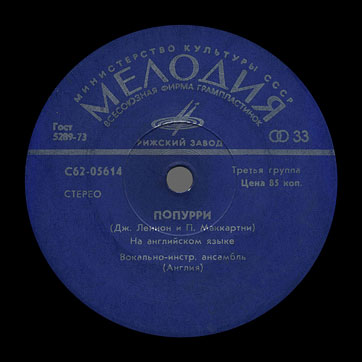 МИНИСТЕРСТВО КУЛЬТУРЫ СССР
МЕЛОДИЯ
ВСЕСОЮЗНАЯ ФИРМА ГРАМПЛАСТИНОК
Гост
5289-73
33
РИЖСКИЙ ЗАВОД
С62-05614
Третья группа
Цена 85 коп.
СТЕРЕО
ПОПУРРИ
(Дж. Леннон и П. Маккартни)
На английском языке
Вокально-инстр. ансамбль
(Англия)